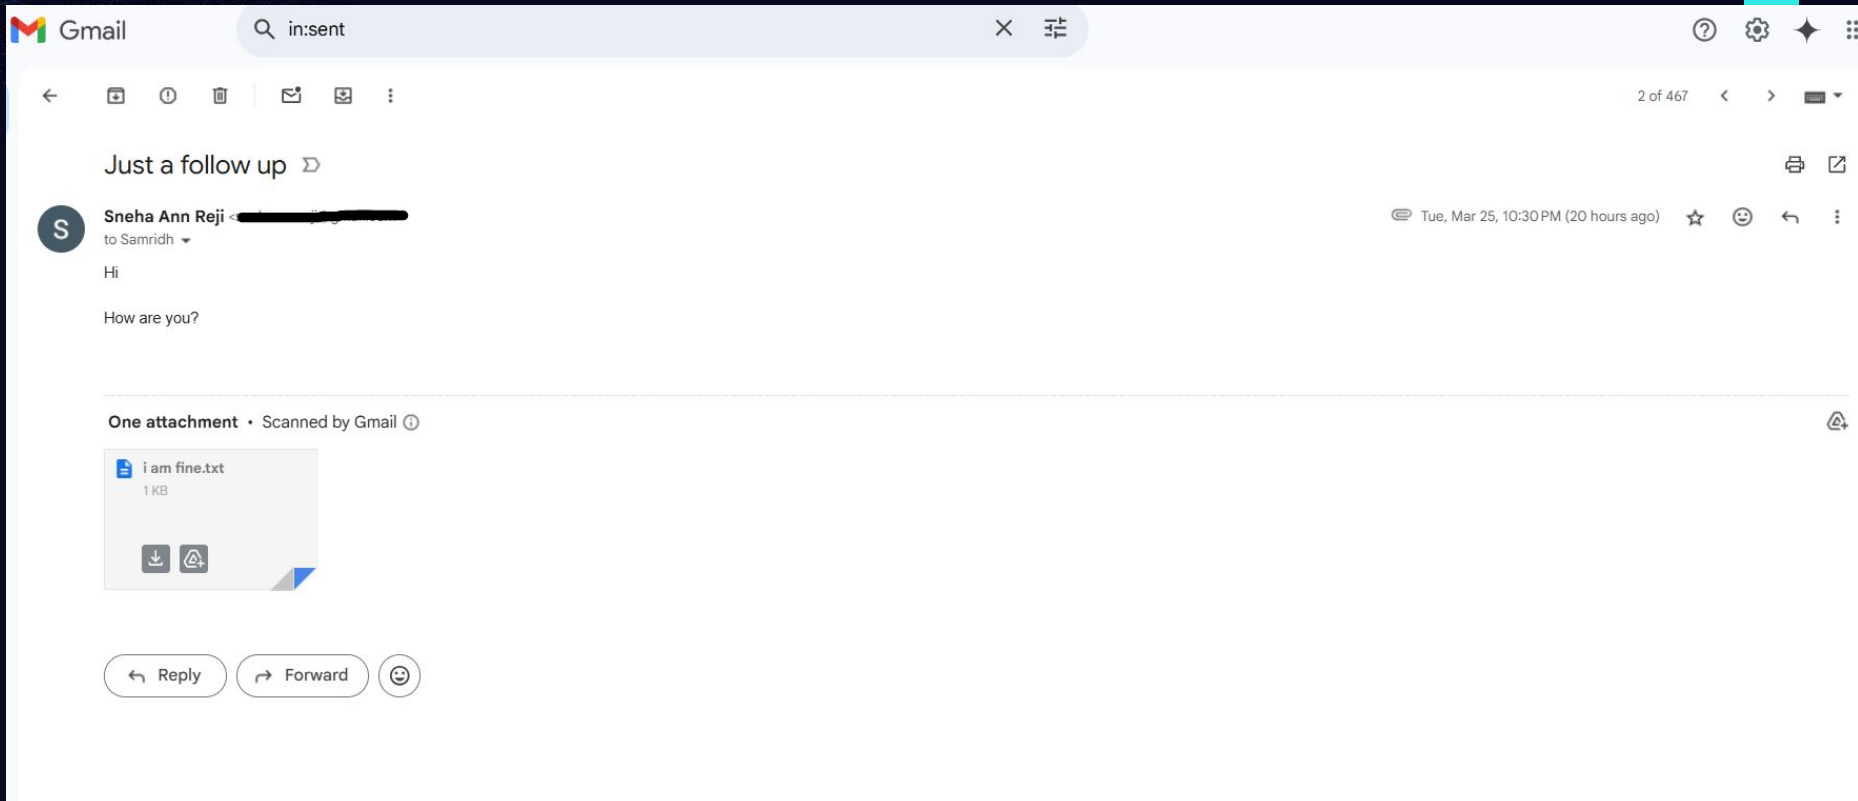 Gmail
in:sent
2 of 467
Just a follow up
Sneha Ann Reji
Tue, Mar 25, 10:30 PM (20 hours ago)
to Samridh
Hi
How are you?
One attachment • Scanned by Gmail
i am fine.txt
1 KB
Reply
Forward